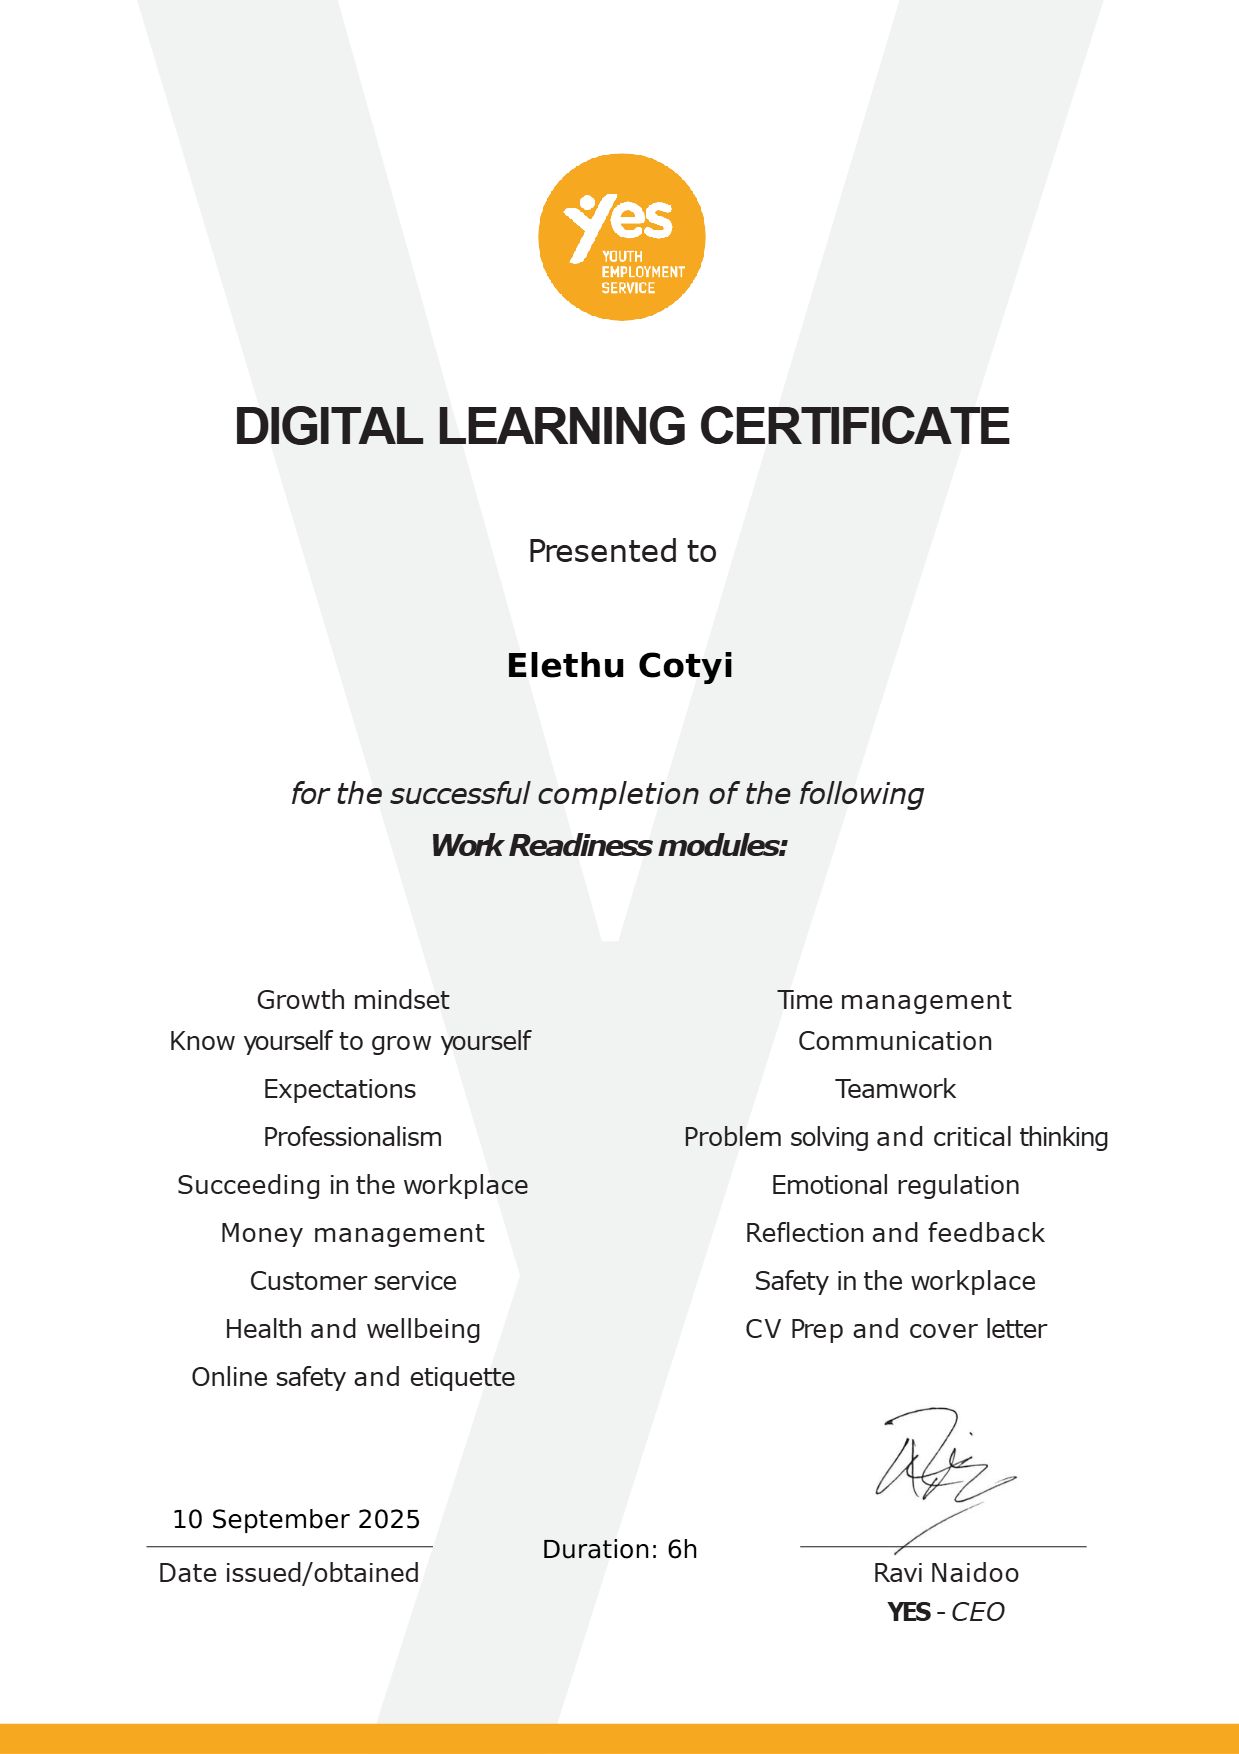 yes
YOUTH
EMPLOYMENT
SERVICE
DIGITAL LEARNING CERTIFICATE
Presented to
Elethu Cotyi
for the successful completion of the following
Work Readiness modules:
Growth mindset
Know yourself to grow yourself
Expectations
Professionalism
Succeeding in the workplace
Money management
Customer service
Health and wellbeing
Online safety and etiquette
Time management
Communication
Teamwork
Problem solving and critical thinking
Emotional regulation
Reflection and feedback
Safety in the workplace
CV Prep and cover letter
10 September 2025
Date issued/obtained
Duration: 6h
Ravi Naidoo
YES - CEO